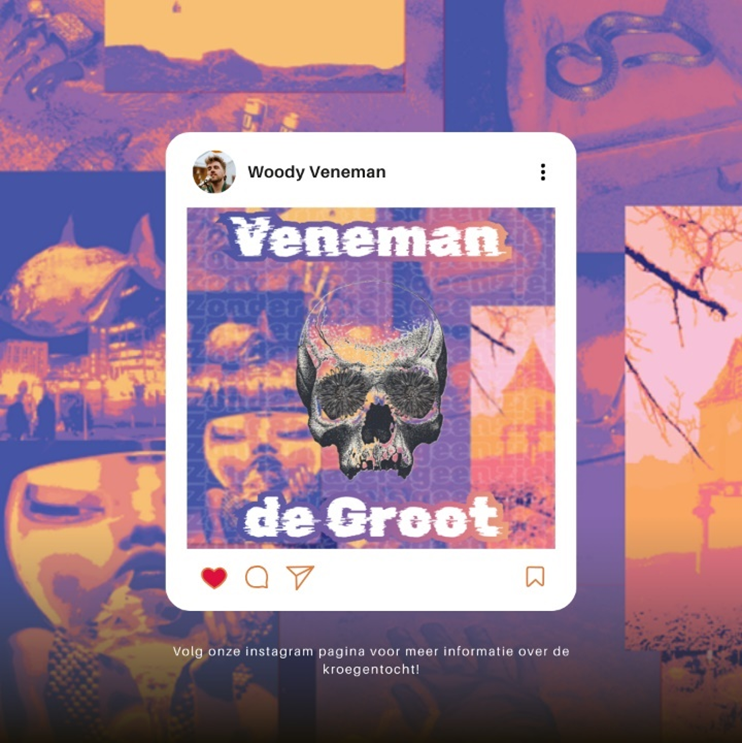 Woody Veneman
Veneman
de Groot
Volg onze instagram pagina voor meer informatie over de
kroegentocht!